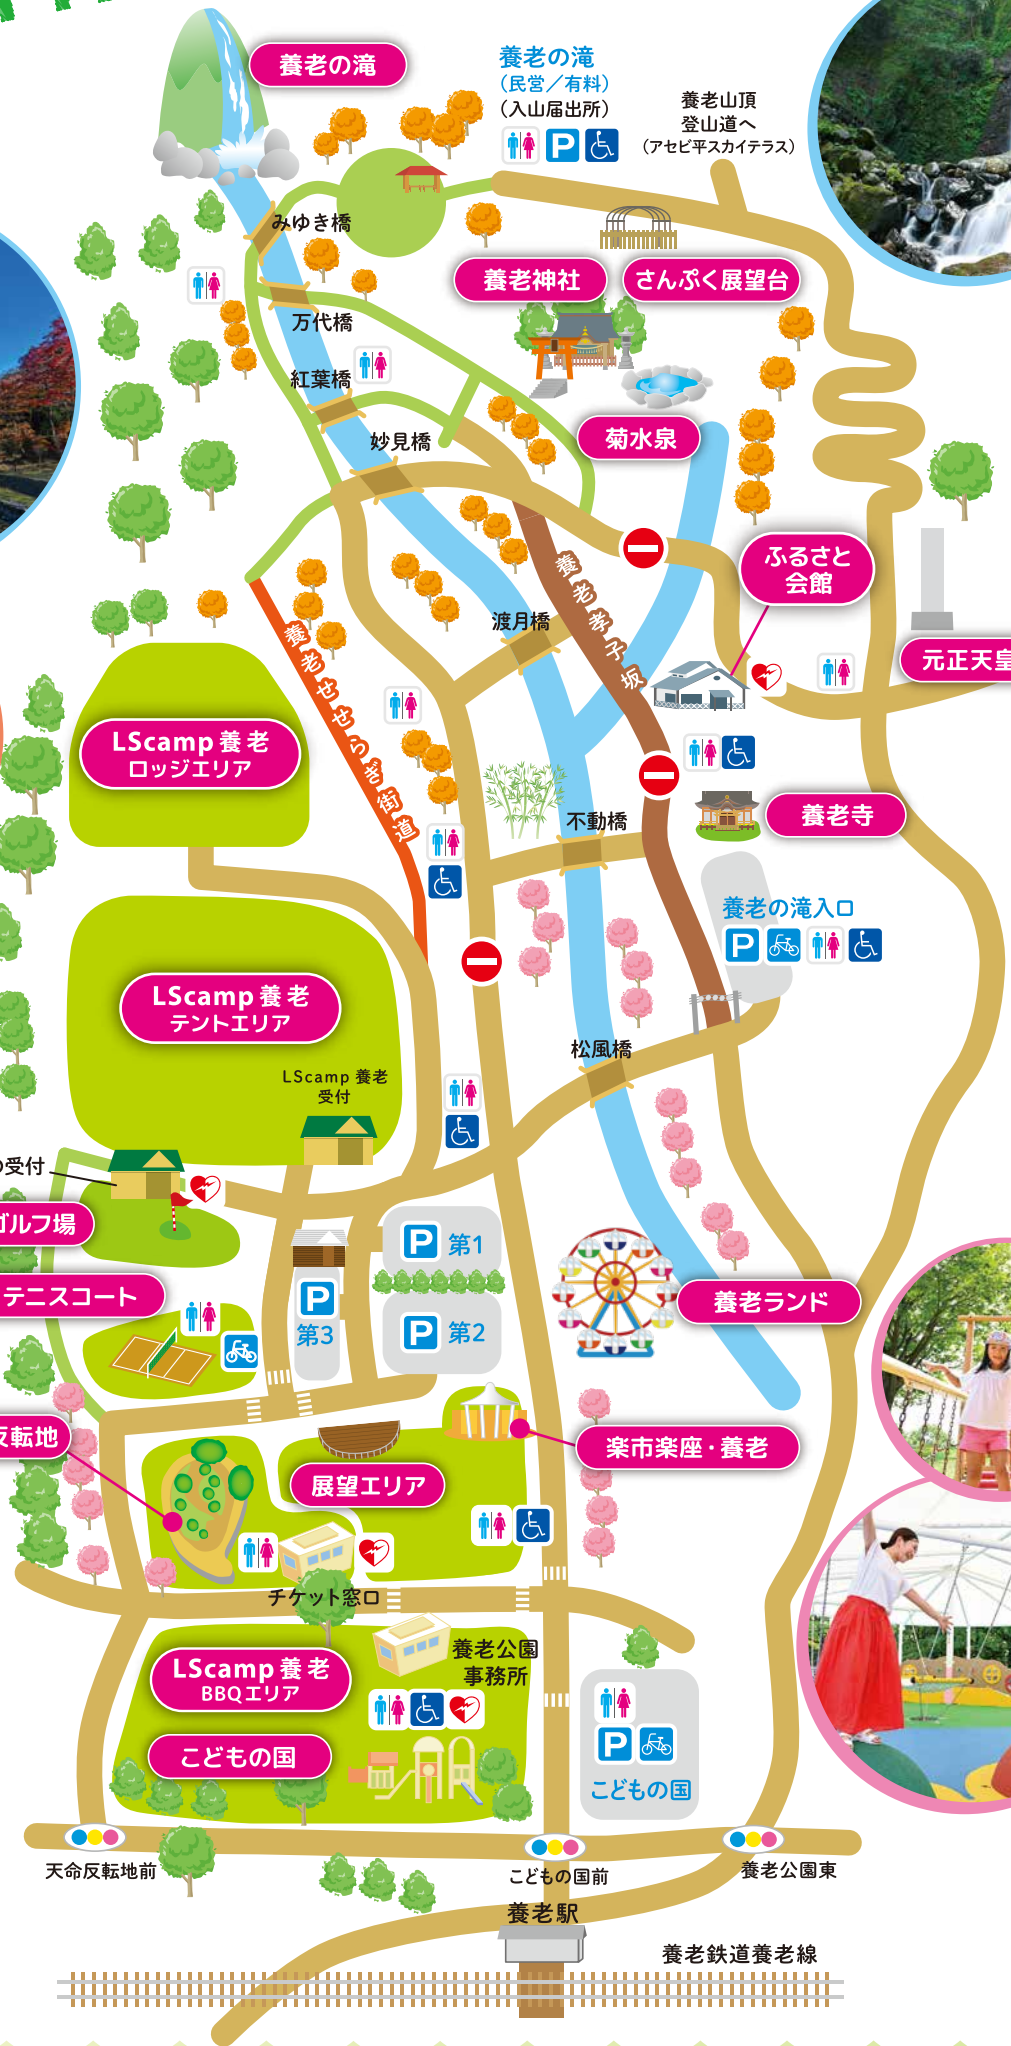 養老の滝
養老の滝
（民営／有料）
（入山届出所）
P
養老山頂
登山道へ
（アセビ平スカイテラス）
みゆき橋
養老神社
さんぷく展望台
万代橋
紅葉橋
菊水泉
妙見橋
養老孝子坂
ふるさと
会館
渡月橋
養老せせらぎ街道
元正天皇
LScamp 養老
ロッジエリア
不動橋
養老寺
養老の滝入口
P
LScamp 養老
テントエリア
松風橋
LScamp 養老
受付
の受付
ゴルフ場
P 第1
P
第3
P 第2
テニスコート
養老ランド
反転地
楽市楽座・養老
展望エリア
チケット窓口
養老公園
事務所
LScamp 養老
BBQエリア
こどもの国
P
こどもの国
天命反転地前
こどもの国前
養老公園東
養老駅
養老鉄道養老線